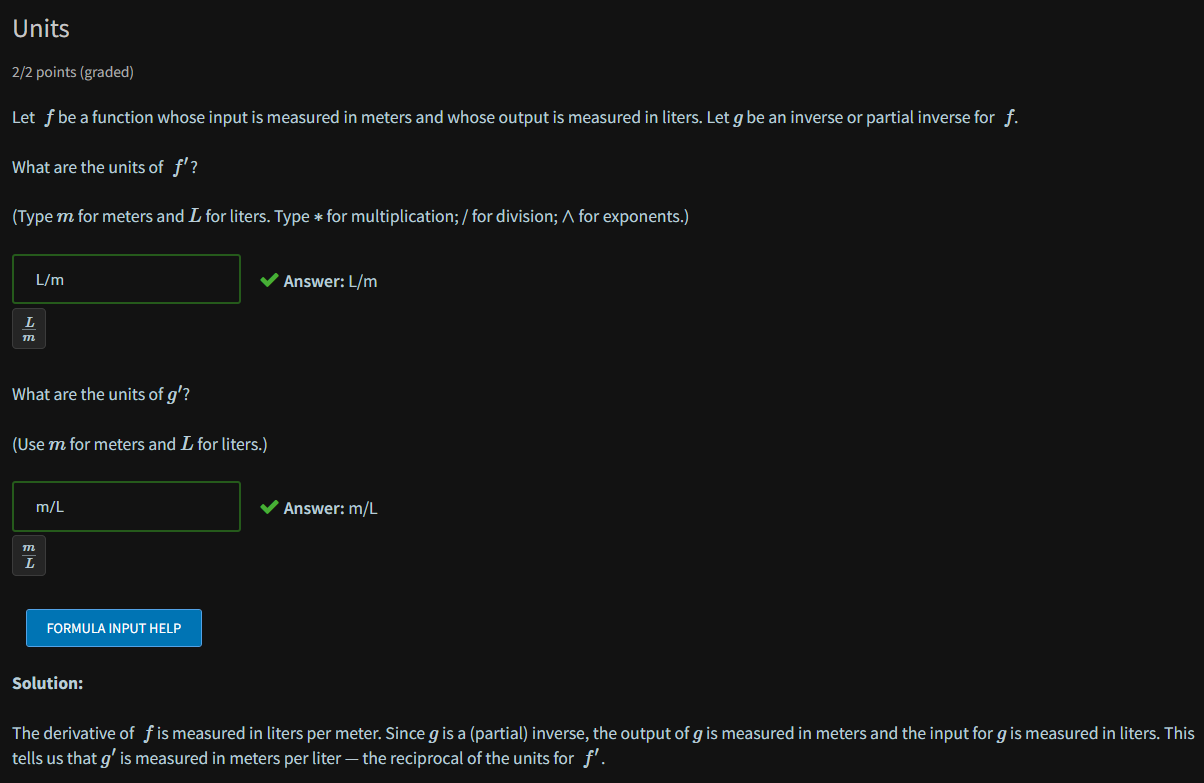 Units
2/2 points (graded)
Let f be a function whose input is measured in meters and whose output is measured in liters. Let g be an inverse or partial inverse for f.
What are the units of f′?
(Type m for meters and L for liters. Type ∗ for multiplication; / for division; ∧ for exponents.)
L/m
Answer: L/m
L
m
What are the units of g′?
(Use m for meters and L for liters.)
m/L
Answer: m/L
m
L
FORMULA INPUT HELP
Solution:
The derivative of f is measured in liters per meter. Since g is a (partial) inverse, the output of g is measured in meters and the input for g is measured in liters. This
tells us that g′ is measured in meters per liter — the reciprocal of the units for f′.